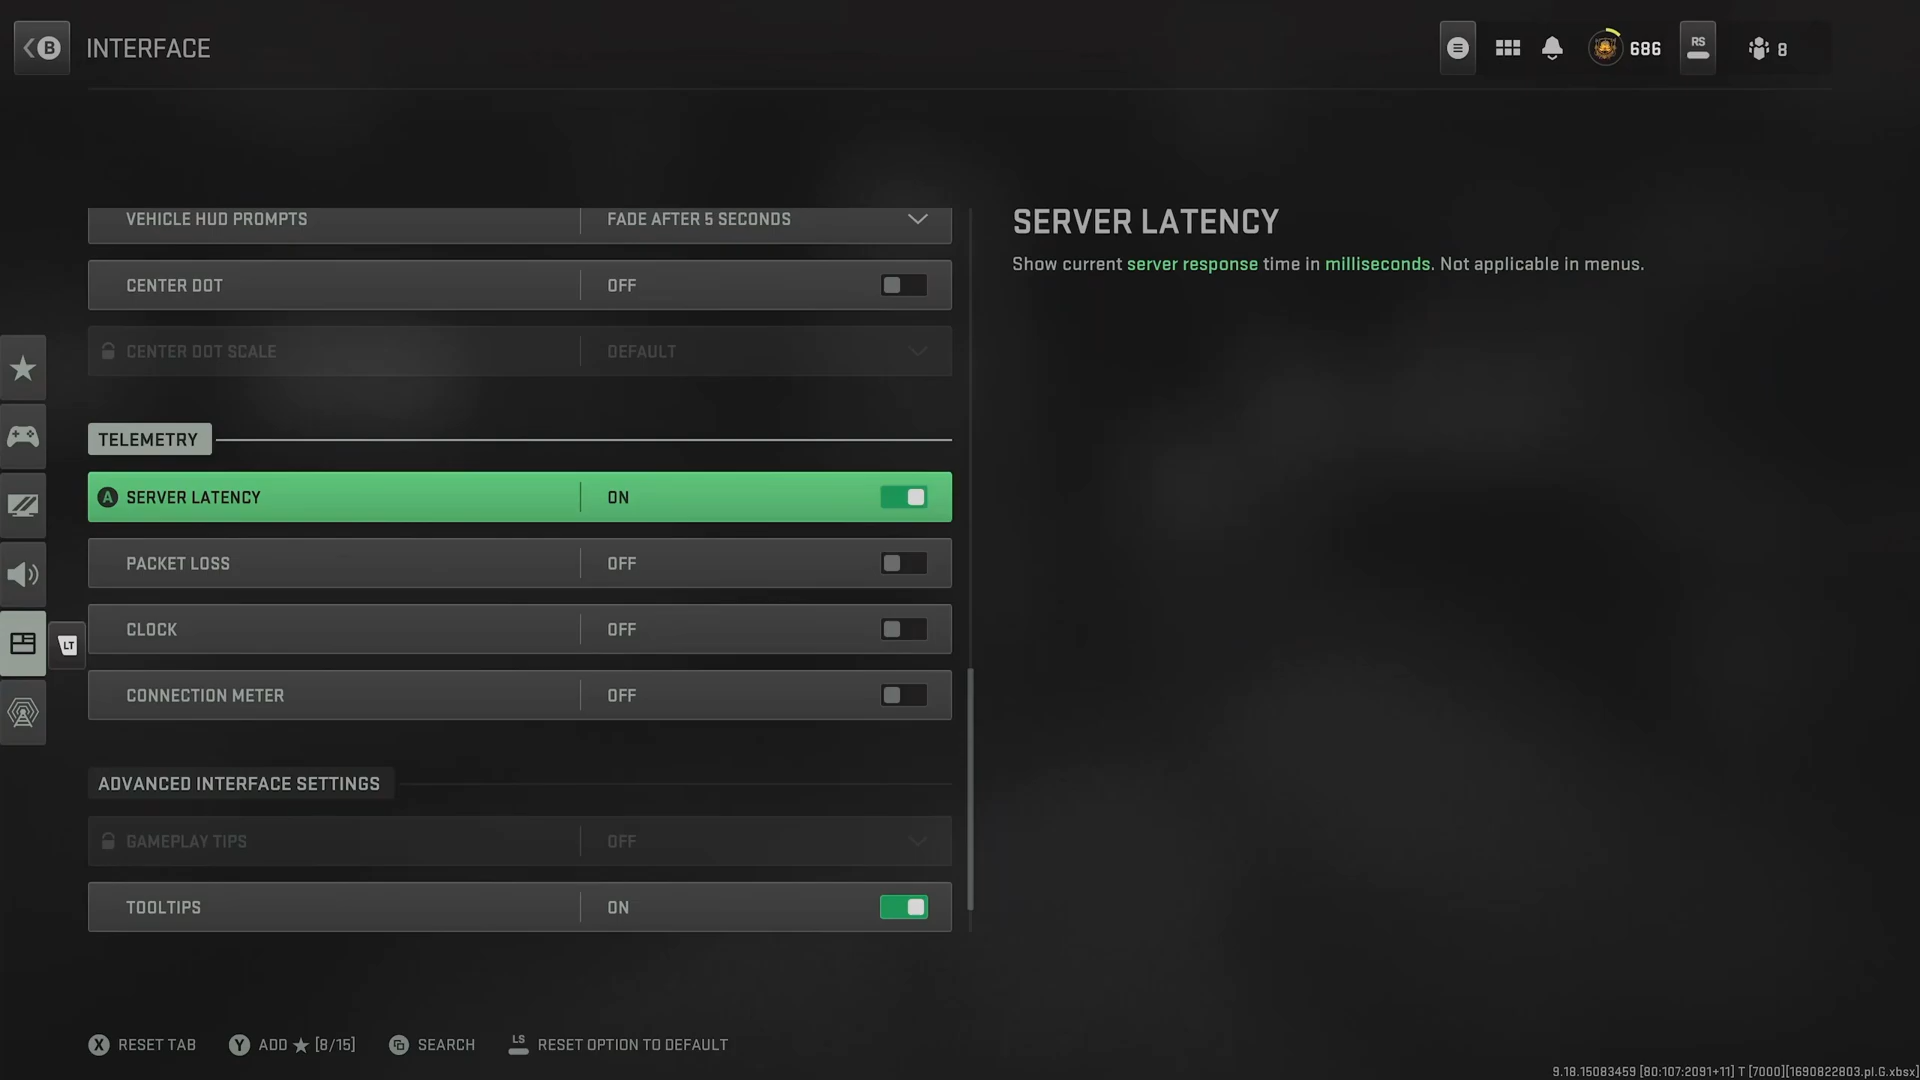 B INTERFACE
686 RS 8
VEHICLE HUD PROMPTS FADE AFTER 5 SECONDS
CENTER DOT OFF
CENTER DOT SCALE DEFAULT
TELEMETRY
A SERVER LATENCY ON
PACKET LOSS OFF
CLOCK OFF
LT
CONNECTION METER OFF
ADVANCED INTERFACE SETTINGS
GAMEPLAY TIPS OFF
TOOLTIPS ON
SERVER LATENCY
Show current server response time in milliseconds. Not applicable in menus.
X RESET TAB Y ADD ★ [8/15] SEARCH LS RESET OPTION TO DEFAULT
9.18.15083459 [80:107:2091+11] T [7000][1690822803.pl.G.xbsx]